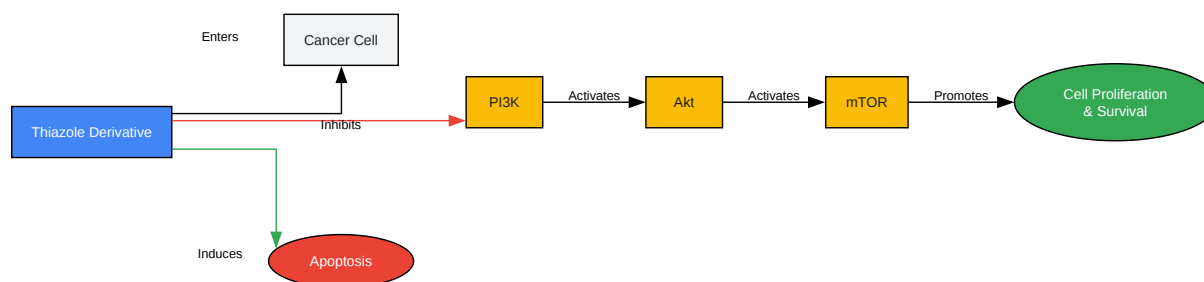 Enters
Cancer Cell
Thiazole Derivative
Inhibits
PI3K
Activates
Akt
Activates
mTOR
Promotes
Cell Proliferation
& Survival
Induces
Apoptosis